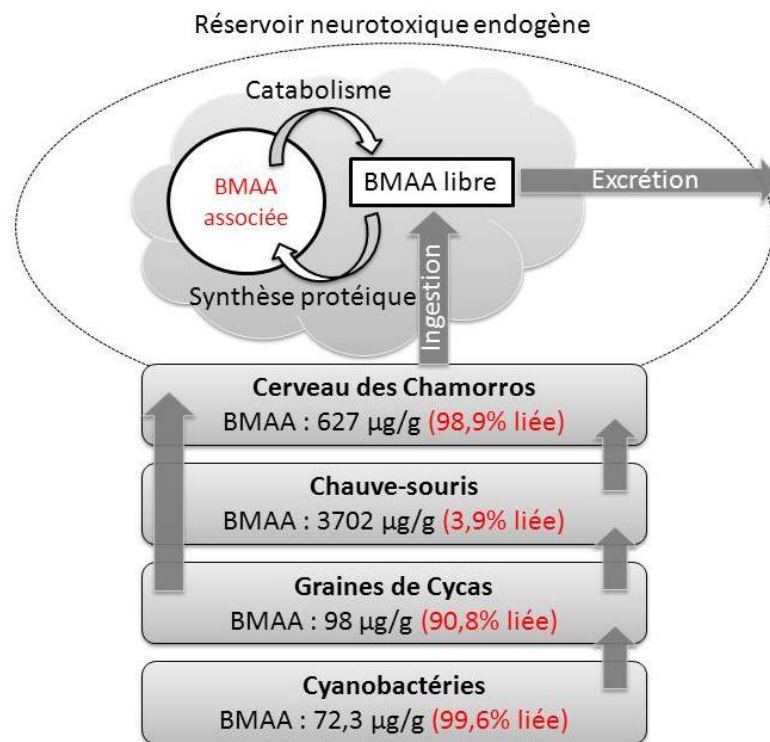 Réservoir neurotoxique endogène
Catabolisme
BMAA
associée
BMAA libre
Excrétion
Synthèse protéique
Ingestion
Cerveau des Chamorros
BMAA : 627 µg/g (98,9% liée)
Chauve-souris
BMAA : 3702 µg/g (3,9% liée)
Graines de Cycas
BMAA : 98 µg/g (90,8% liée)
Cyanobactéries
BMAA : 72,3 µg/g (99,6% liée)